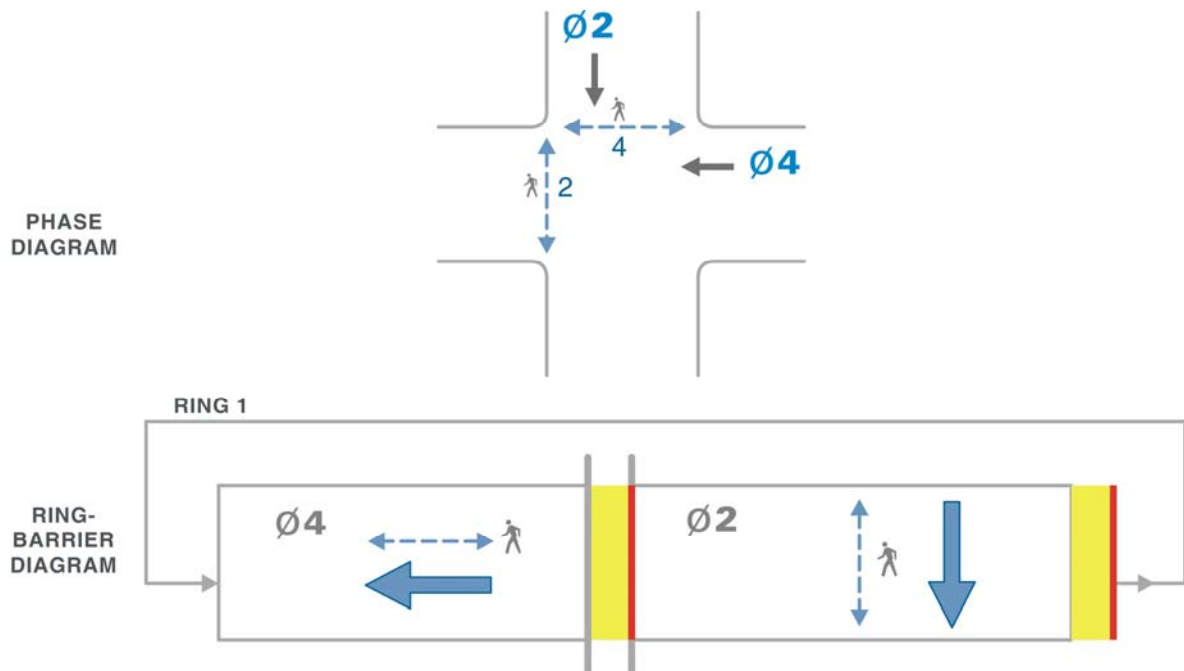 Ø2
4
Ø4
2
PHASE
DIAGRAM
RING 1
Ø4
Ø2
RING-
BARRIER
DIAGRAM